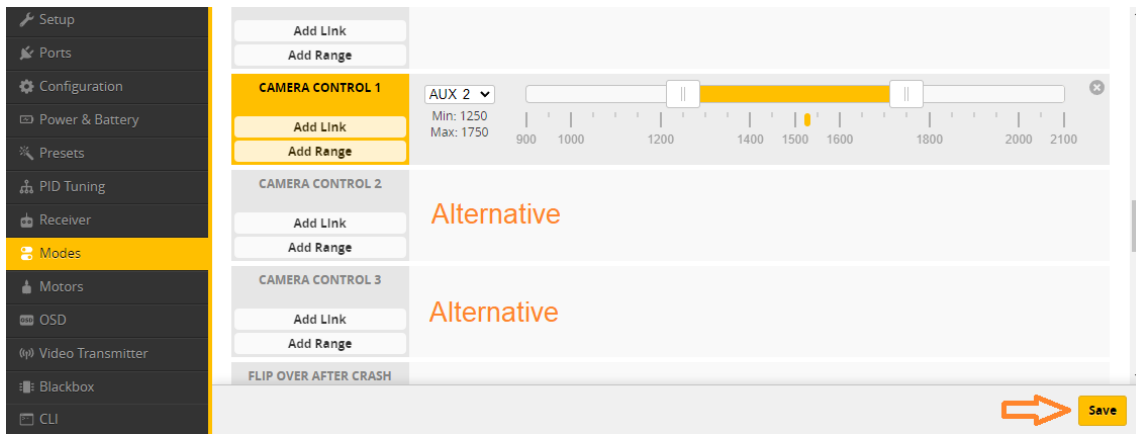 Setup
Ports
Configuration
Power & Battery
Presets
PID Tuning
Receiver
Modes
Motors
OSD
Video Transmitter
Blackbox
CLI
Add Link
Add Range
CAMERA CONTROL 1
Add Link
Add Range
AUX 2
Min: 1250
Max: 1750
900 1000 1200 1400 1500 1600 1800 2000 2100
CAMERA CONTROL 2
Add Link
Add Range
Alternative
CAMERA CONTROL 3
Add Link
Add Range
Alternative
FLIP OVER AFTER CRASH
Save